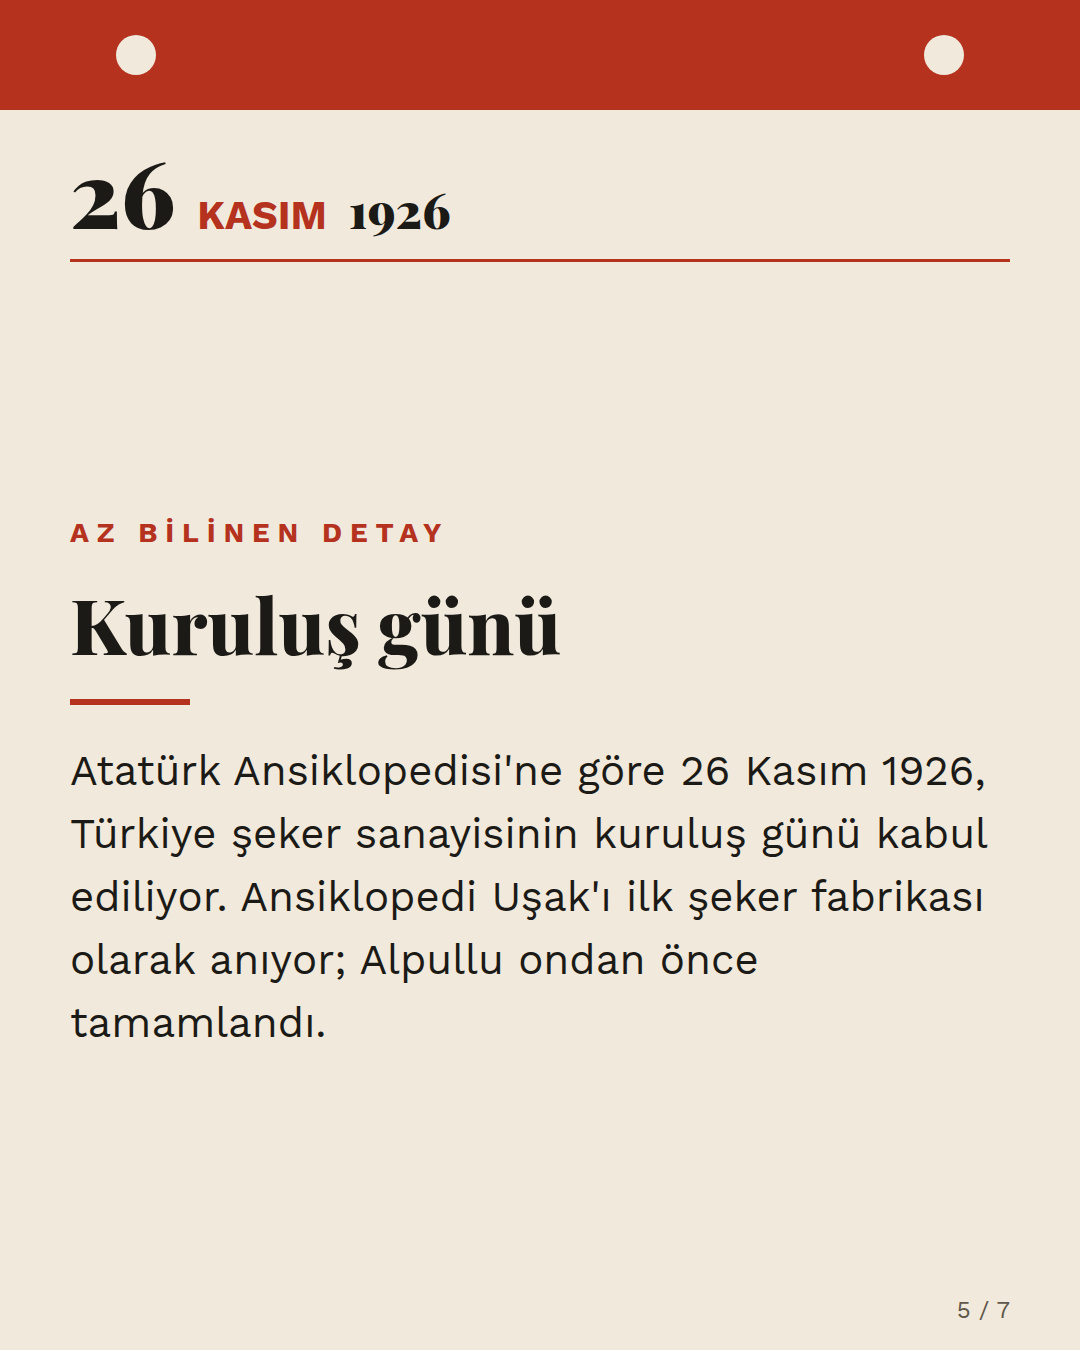 26 KASIM 1926
AZ BİLİNEN DETAY
Kuruluş günü
Atatürk Ansiklopedisi'ne göre 26 Kasım 1926,
Türkiye şeker sanayisinin kuruluş günü kabul
ediliyor. Ansiklopedi Uşak'ı ilk şeker fabrikası
olarak anıyor; Alpullu ondan önce
tamamlandı.
5 / 7